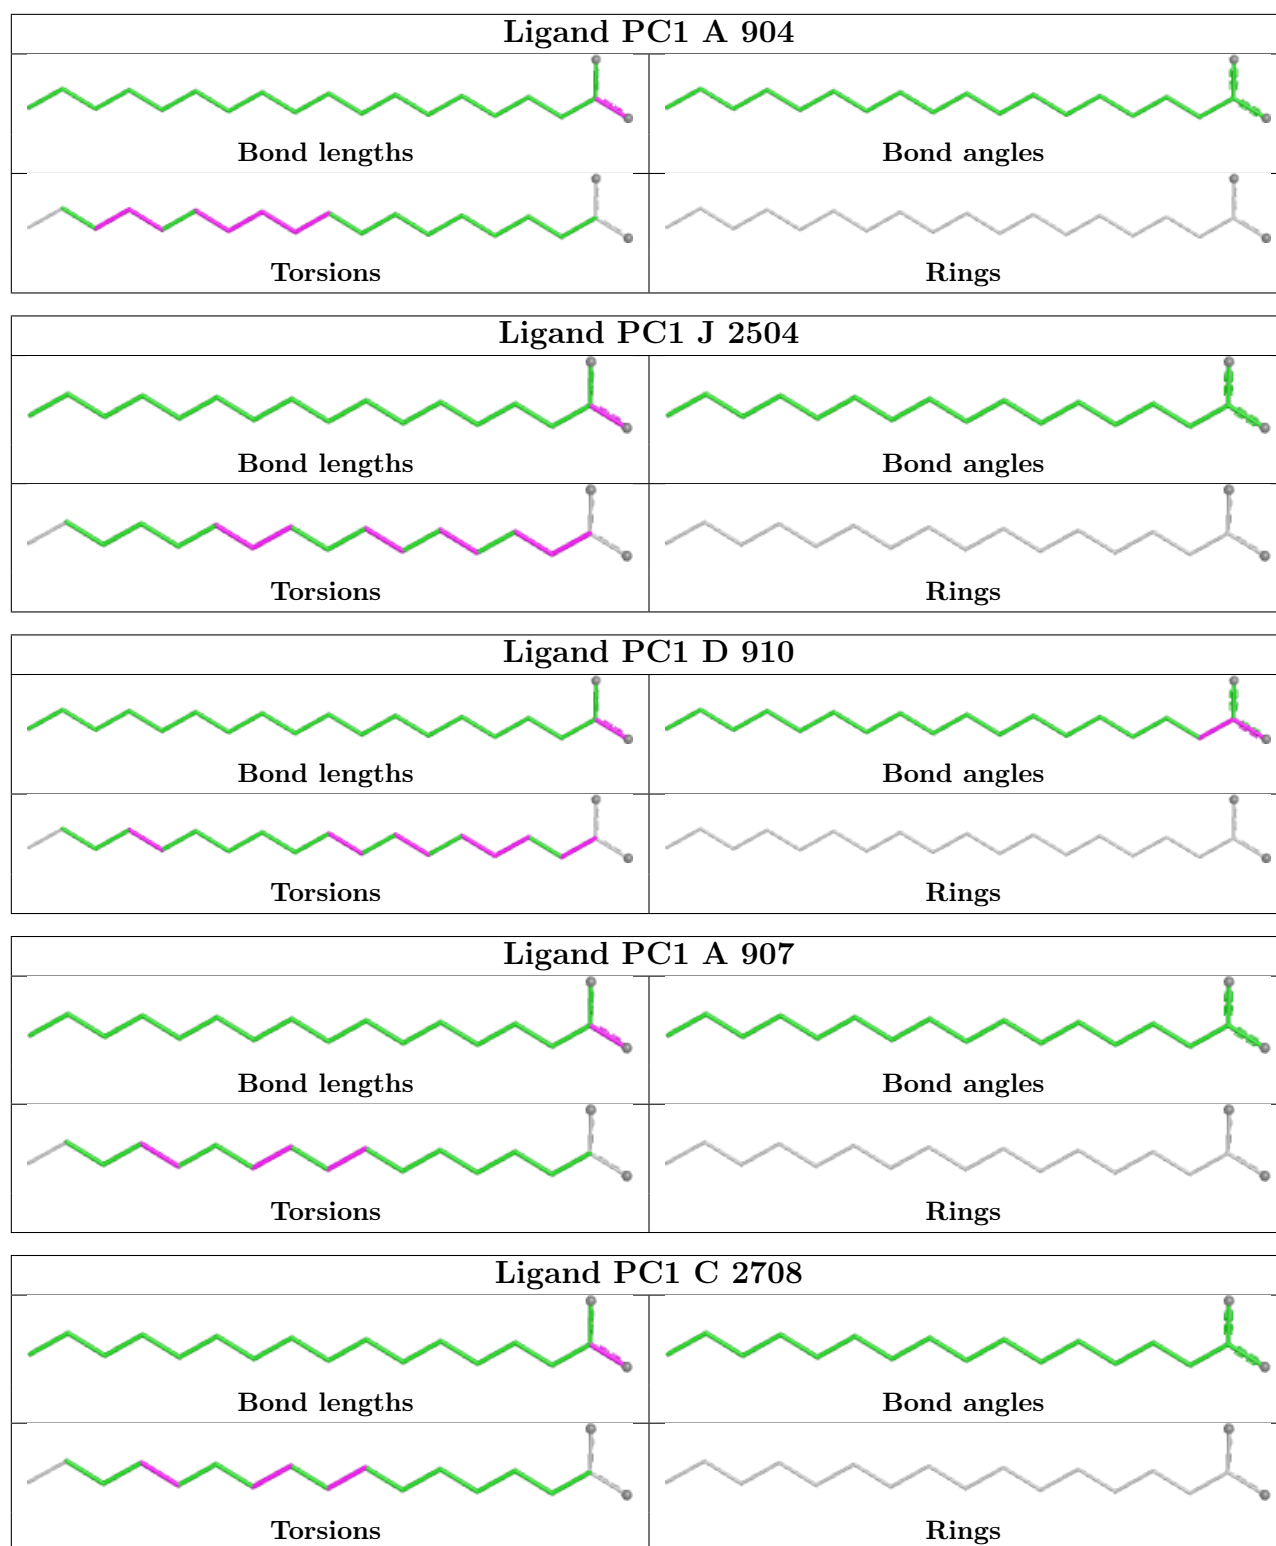 Ligand PC1 A 904
Bond lengths
Bond angles
Torsions
Rings
Ligand PC1 J 2504
Bond lengths
Bond angles
Torsions
Rings
Ligand PC1 D 910
Bond lengths
Bond angles
Torsions
Rings
Ligand PC1 A 907
Bond lengths
Bond angles
Torsions
Rings
Ligand PC1 C 2708
Bond lengths
Bond angles
Torsions
Rings